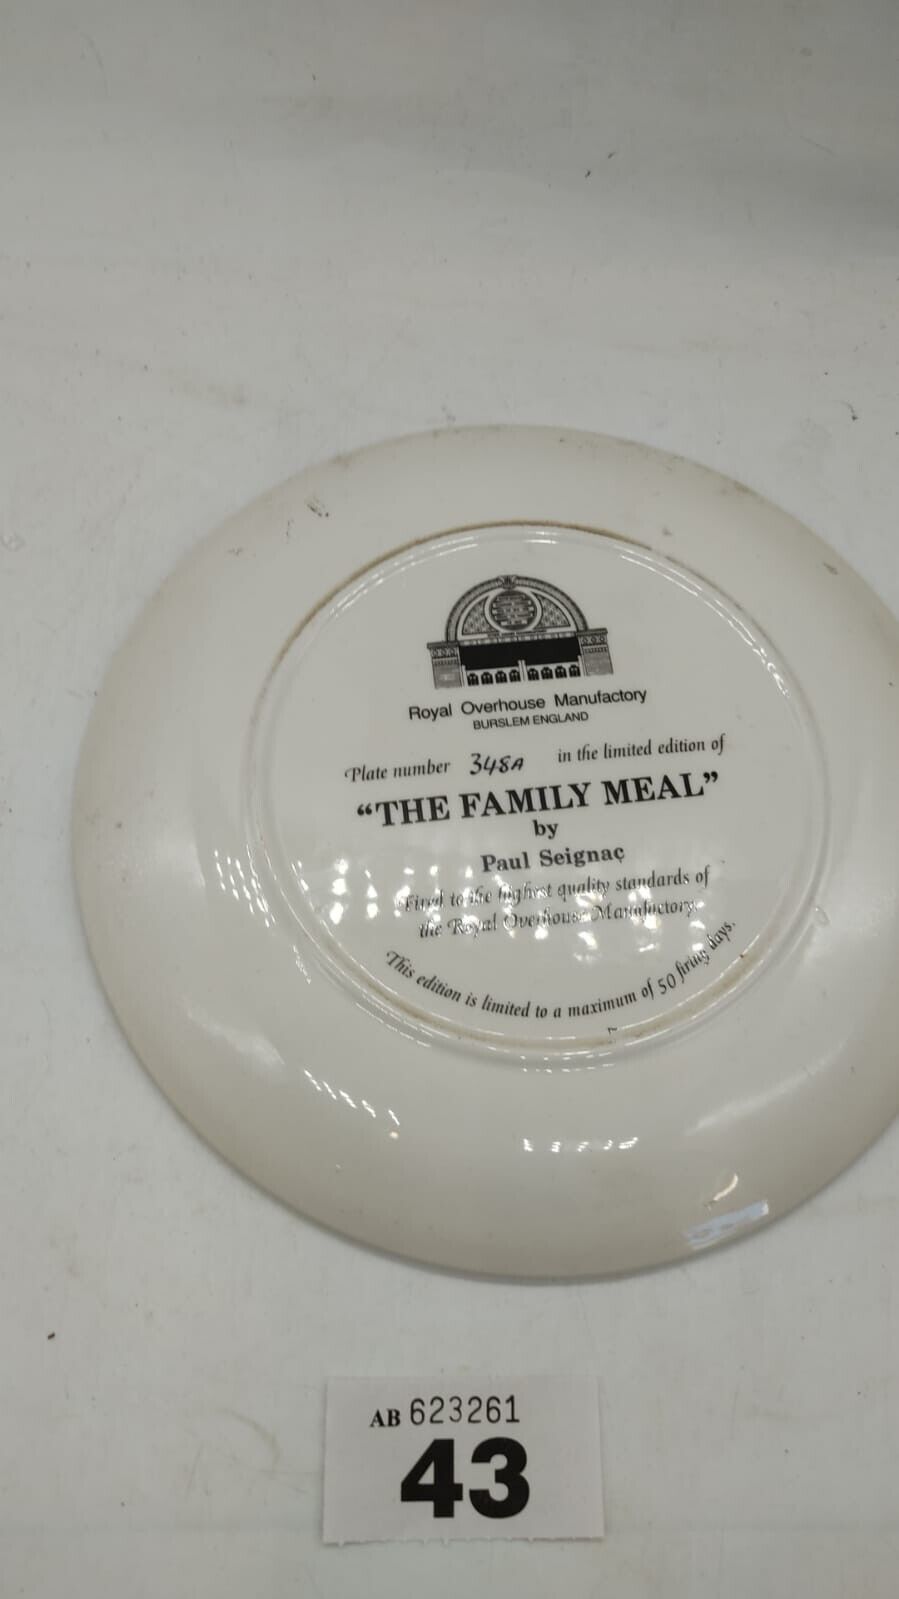 Royal Overhouse Manufactory
BURSLEM ENGLAND
Plate number 348A in the limited edition of
"THE FAMILY MEAL"
by
Paul Seignaç
Fired to the highest quality standards of
the Royal Overhouse Manufactory.
This edition is limited to a maximum of 50 firing days.
AB 623261
43